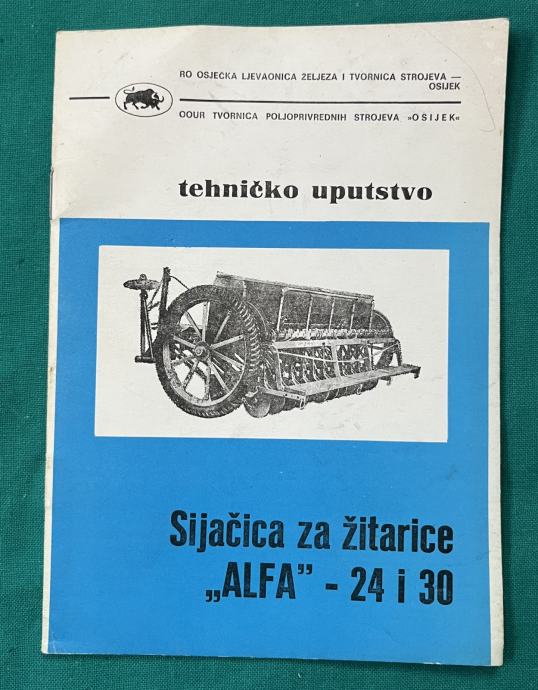 RO OSJEČKA LJEVAONICA ŽELJEZA I TVORNICA STROJEVA —
OSIJEK
OOUR TVORNICA POLJOPRIVREDNIH STROJEVA »OSIJEK«
tehničko uputstvo
Sijačica za žitarice
„ALFA” - 24 i 30